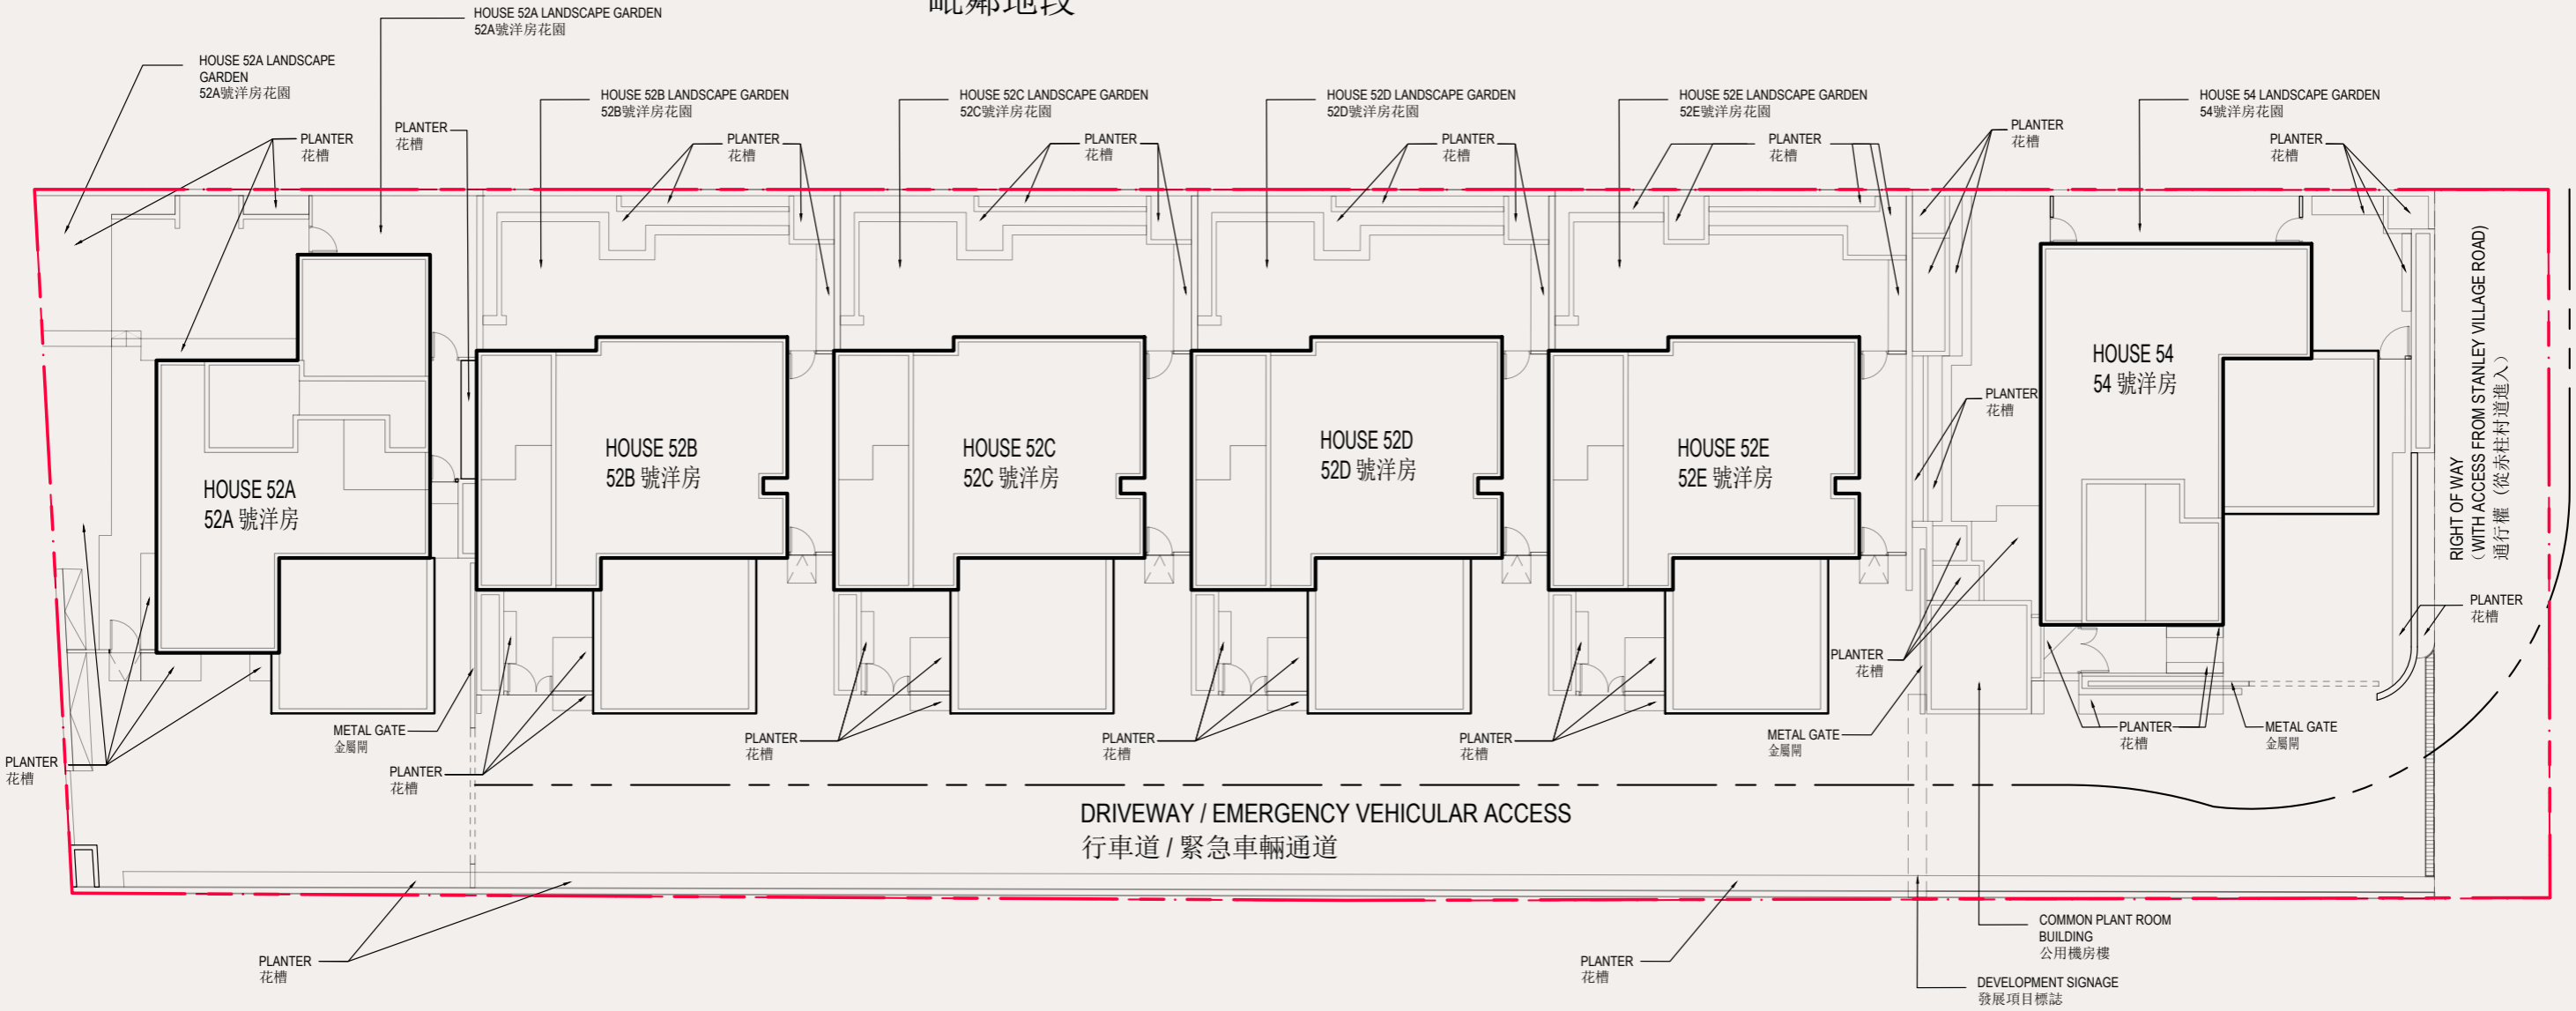 毗鄰地段
HOUSE 52A LANDSCAPE GARDEN
52A號洋房花園
HOUSE 52A LANDSCAPE
GARDEN
52A號洋房花園
HOUSE 52B LANDSCAPE GARDEN
52B號洋房花園
HOUSE 52C LANDSCAPE GARDEN
52C號洋房花園
HOUSE 52D LANDSCAPE GARDEN
52D號洋房花園
HOUSE 52E LANDSCAPE GARDEN
52E號洋房花園
HOUSE 54 LANDSCAPE GARDEN
54號洋房花園
PLANTER
花槽
PLANTER
花槽
PLANTER
花槽
PLANTER
花槽
PLANTER
花槽
PLANTER
花槽
PLANTER
花槽
PLANTER
花槽
RIGHT OF WAY
(WITH ACCESS FROM STANLEY VILLAGE ROAD)
通行權（從赤柱村道進入）
HOUSE 52A
52A 號洋房
HOUSE 52B
52B 號洋房
HOUSE 52C
52C 號洋房
HOUSE 52D
52D 號洋房
HOUSE 52E
52E 號洋房
HOUSE 54
54 號洋房
PLANTER
花槽
PLANTER
花槽
PLANTER
花槽
PLANTER
花槽
METAL GATE
金屬閘
PLANTER
花槽
PLANTER
花槽
PLANTER
花槽
PLANTER
花槽
METAL GATE
金屬閘
PLANTER
花槽
METAL GATE
金屬閘
DRIVEWAY / EMERGENCY VEHICULAR ACCESS
行車道 / 緊急車輛通道
PLANTER
花槽
PLANTER
花槽
COMMON PLANT ROOM
BUILDING
公用機房樓
DEVELOPMENT SIGNAGE
發展項目標誌